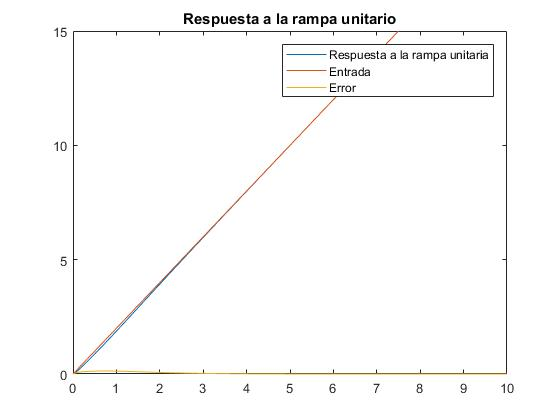 Respuesta a la rampa unitario
15
10
5
0
Respuesta a la rampa unitaria
Entrada
Error
0 1 2 3 4 5 6 7 8 9 10